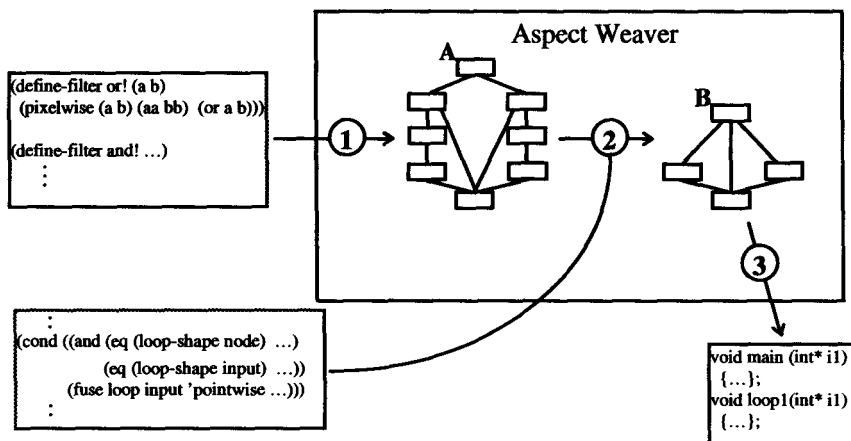 Aspect Weaver
(define-filter or! (a b)
(pixelwise (a b) (aa bb) (or a b)))
(define-filter and! ...)
⋮
A
B
1
2
3
⋮
(cond ((and (eq (loop-shape node) ...)
(eq (loop-shape input) ...))
(fuse loop input 'pointwise ...)))
⋮
void main (int* i1)
{...};
void loop1(int* i1)
{...};